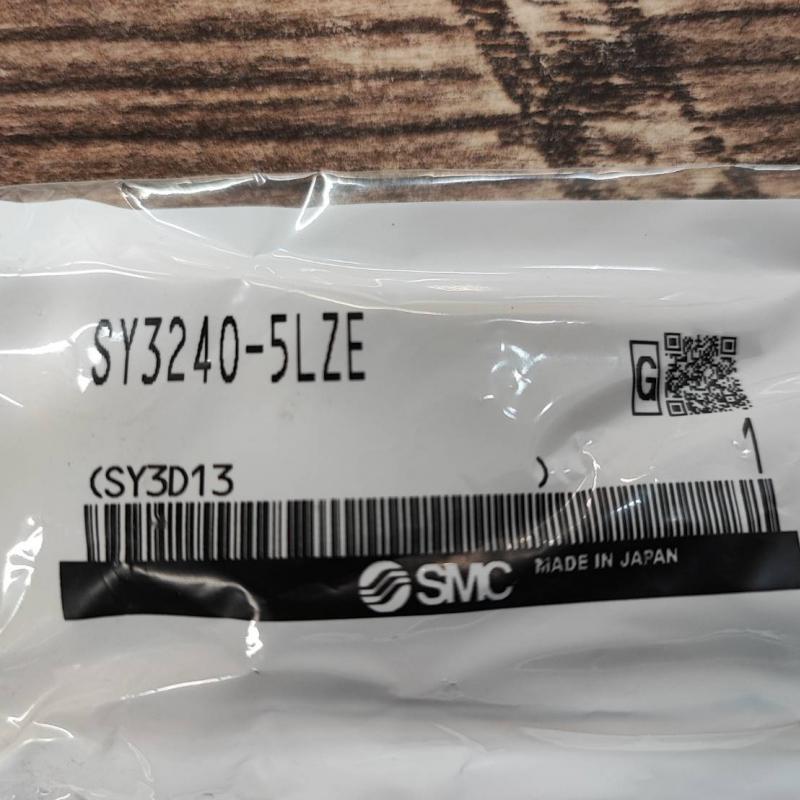 SY3240-5LZE
G
(SY3D13 ) 1
SMC MADE IN JAPAN